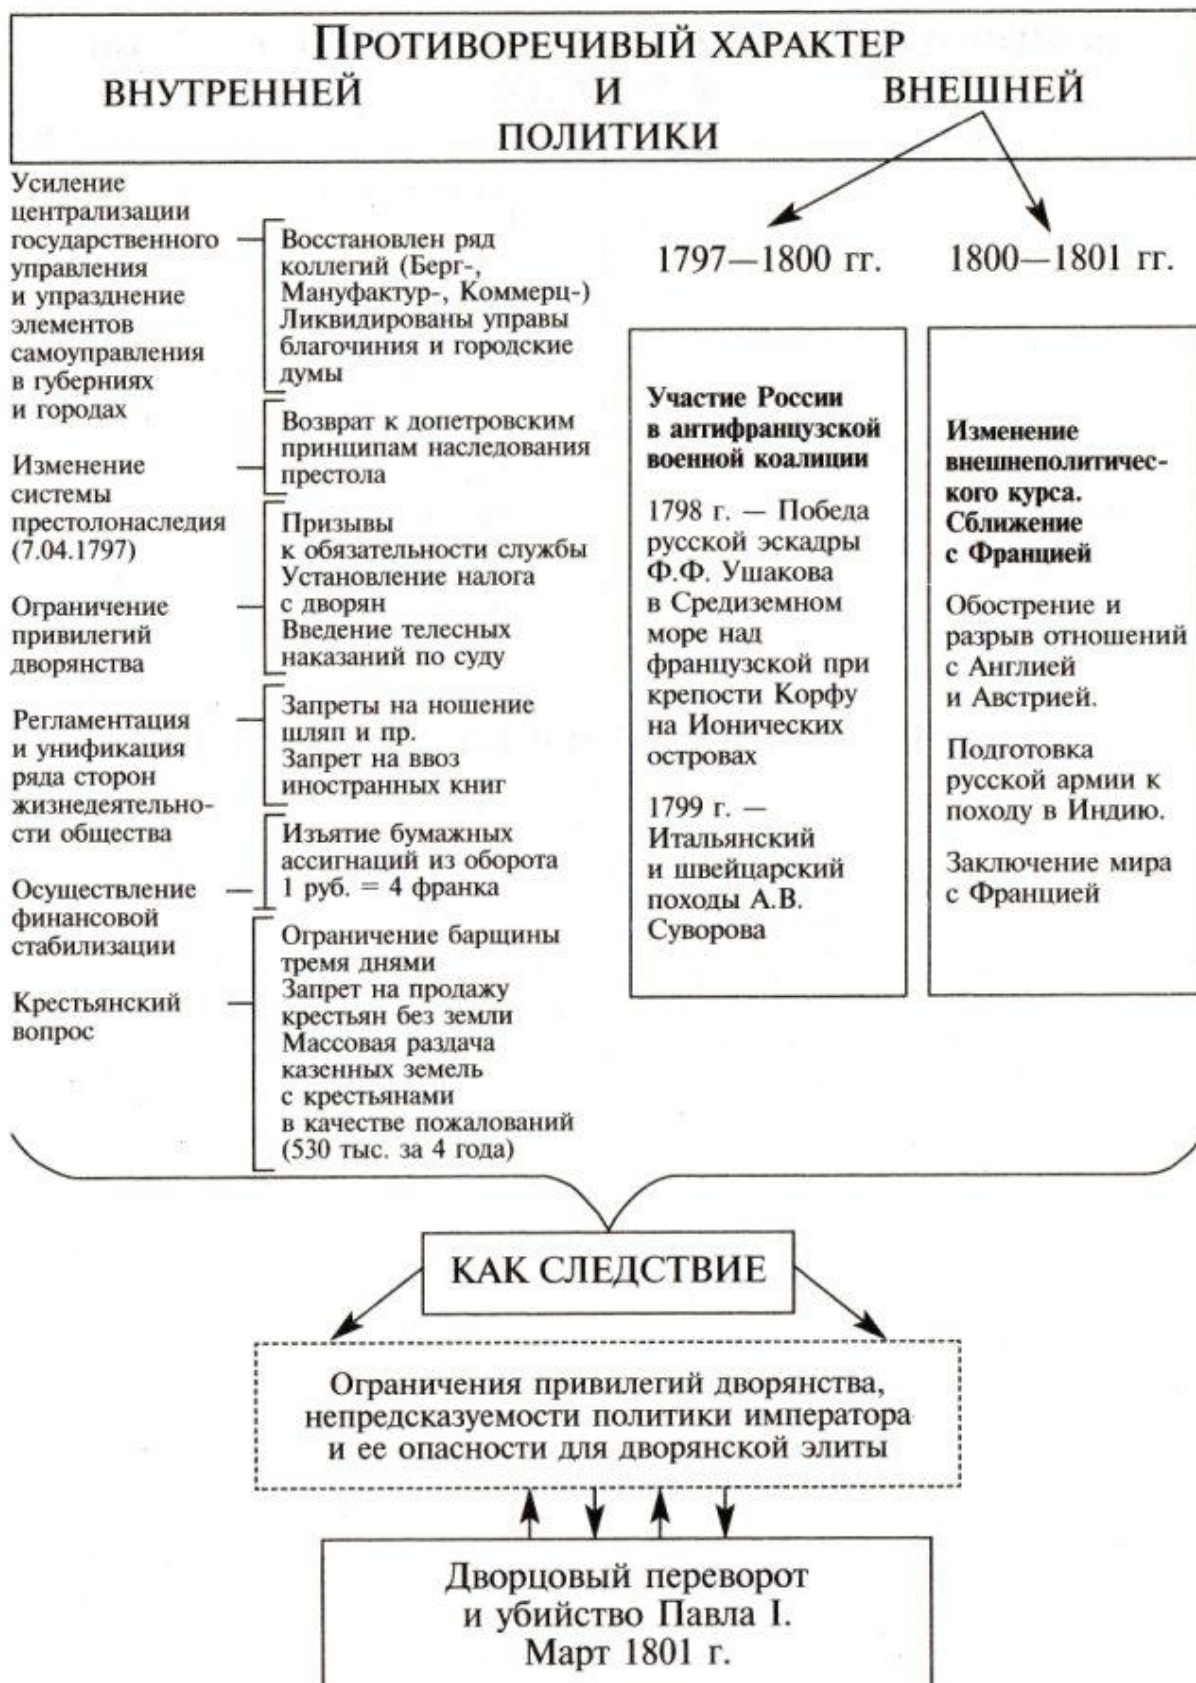 ПРОТИВОРЕЧИВЫЙ ХАРАКТЕР
ВНУТРЕННЕЙ И ВНЕШНЕЙ
ПОЛИТИКИ
Усиление
централизации
государственного
управления
и упразднение
элементов
самоуправления
в губерниях
и городах
Восстановлен ряд
коллегий (Берг-,
Мануфактур-, Коммерц-)
Ликвидированы управы
благочиния и городские
думы
Изменение
системы
престолонаследия
(7.04.1797)
Возврат к допетровским
принципам наследования
престола
Ограничение
привилегий
дворянства
Призывы
к обязательности службы
Установление налога
с дворян
Введение телесных
наказаний по суду
Регламентация
и унификация
ряда сторон
жизнедеятельно-
сти общества
Запреты на ношение
шляп и пр.
Запрет на ввоз
иностранных книг
Осуществление
финансовой
стабилизации
Изъятие бумажных
ассигнаций из оборота
1 руб. = 4 франка
Крестьянский
вопрос
Ограничение барщины
тремя днями
Запрет на продажу
крестьян без земли
Массовая раздача
казенных земель
с крестьянами
в качестве пожалований
(530 тыс. за 4 года)
1797—1800 гг.
Участие России
в антифранцузской
военной коалиции
1798 г. — Победа
русской эскадры
Ф.Ф. Ушакова
в Средиземном
море над
французской при
крепости Корфу
на Ионических
островах
1799 г. —
Итальянский
и швейцарский
походы А.В.
Суворова
1800—1801 гг.
Изменение
внешнеполитичес-
кого курса.
Сближение
с Францией
Обострение и
разрыв отношений
с Англией
и Австрией.
Подготовка
русской армии к
походу в Индию.
Заключение мира
с Францией
КАК СЛЕДСТВИЕ
Ограничения привилегий дворянства,
непредсказуемости политики императора
и ее опасности для дворянской элиты
Дворцовый переворот
и убийство Павла I.
Март 1801 г.